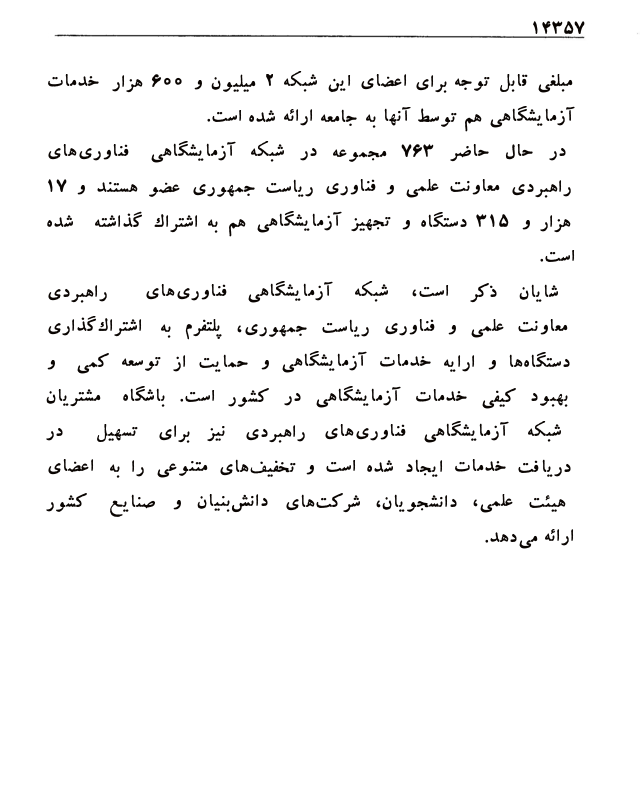 ۱۴۳۵۷
مبلغی قابل توجه برای اعضای این شبکه ۲ میلیون و ۶۰۰ هزار خدمات
آزمایشگاهی هم توسط آنها به جامعه ارائه شده است.
در حال حاضر ۷۶۳ مجموعه در شبکه آزمایشگاهی فناوری‌های
راهبردی معاونت علمی و فناوری ریاست جمهوری عضو هستند و ۱۷
هزار و ۳۱۵ دستگاه و تجهیز آزمایشگاهی هم به اشتراك گذاشته شده
است.
شایان ذکر است، شبکه آزمایشگاهی فناوری‌های راهبردی
معاونت علمی و فناوری ریاست جمهوری، پلتفرم به اشتراك‌گذاری
دستگاه‌ها و ارایه خدمات آزمایشگاهی و حمایت از توسعه کمی و
بهبود کیفی خدمات آزمایشگاهی در کشور است. باشگاه مشتریان
شبکه آزمایشگاهی فناوری‌های راهبردی نیز برای تسهیل در
دریافت خدمات ایجاد شده است و تخفیف‌های متنوعی را به اعضای
هیئت علمی، دانشجویان، شرکت‌های دانش‌بنیان و صنایع کشور
ارائه می‌دهد.